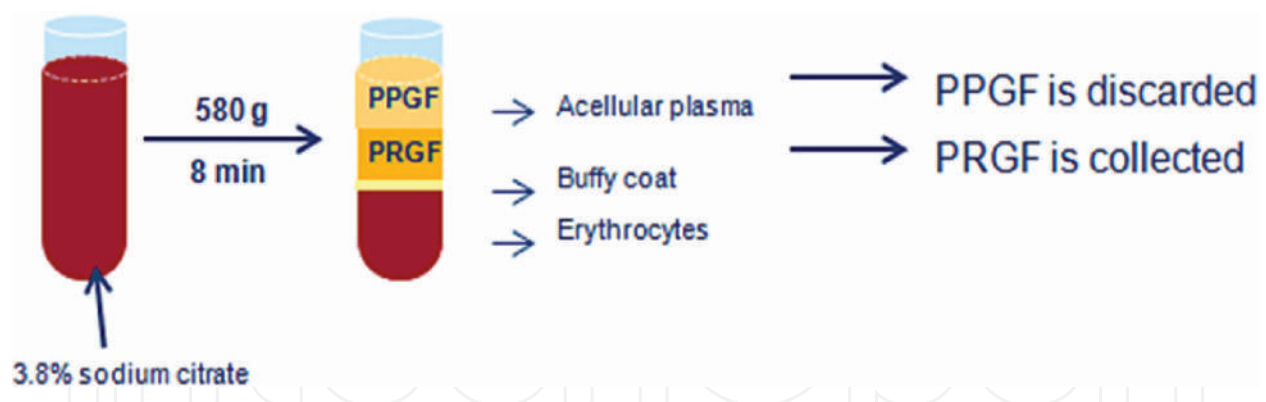 580 g
8 min
3.8% sodium citrate
PPGF
PRGF
Acellular plasma
Buffy coat
Erythrocytes
PPGF is discarded
PRGF is collected